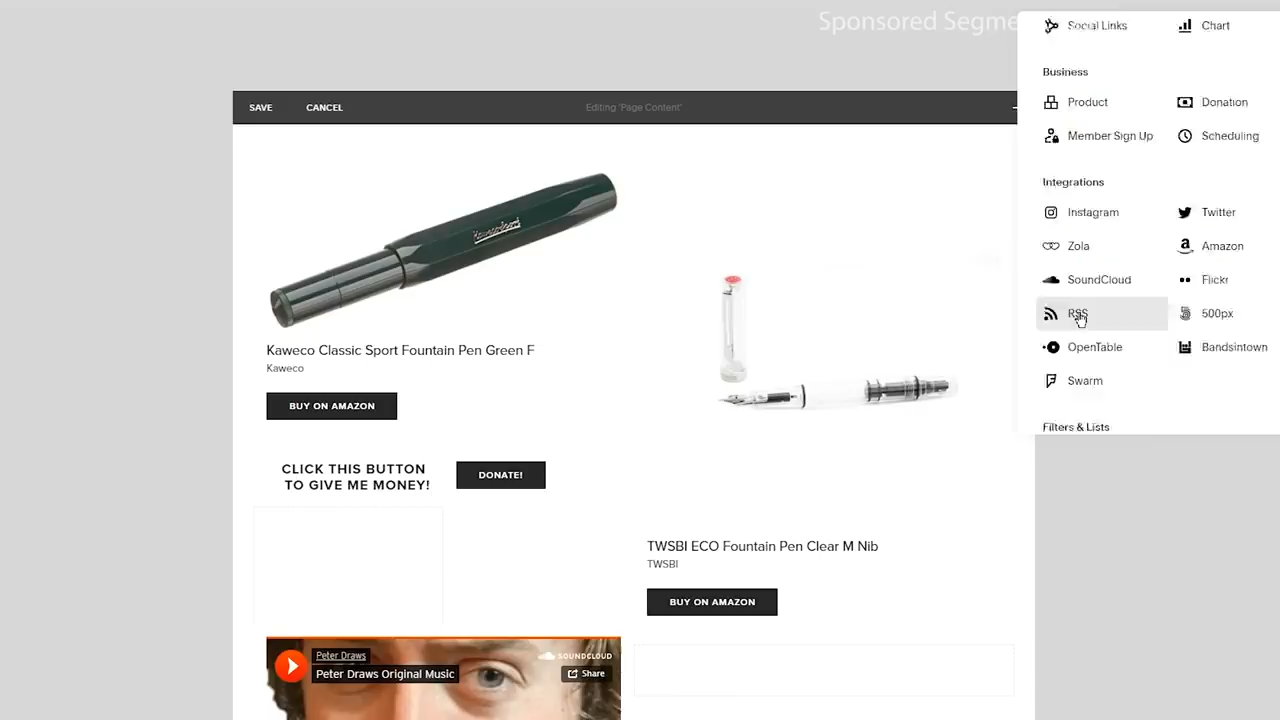 Sponsored Segme
Social Links
Chart
Business
Product
Donation
Member Sign Up
Scheduling
Integrations
Instagram
Twitter
Zola
Amazon
SoundCloud
Flickr
RSS
500px
OpenTable
Bandsintown
Swarm
Filters & Lists
SAVE
CANCEL
Editing 'Page Content'
Kaweco Classic Sport Fountain Pen Green F
Kaweco
BUY ON AMAZON
CLICK THIS BUTTON
TO GIVE ME MONEY!
DONATE!
TWSBI ECO Fountain Pen Clear M Nib
TWSBI
BUY ON AMAZON
Peter Draws
SOUNDCLOUD
Peter Draws Original Music
Share